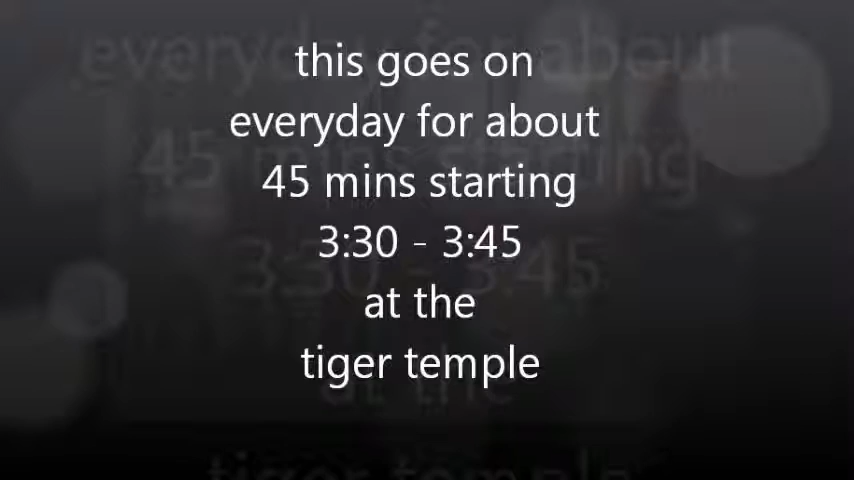 this goes on
everyday for about
45 mins starting
3:30 - 3:45
at the
tiger temple